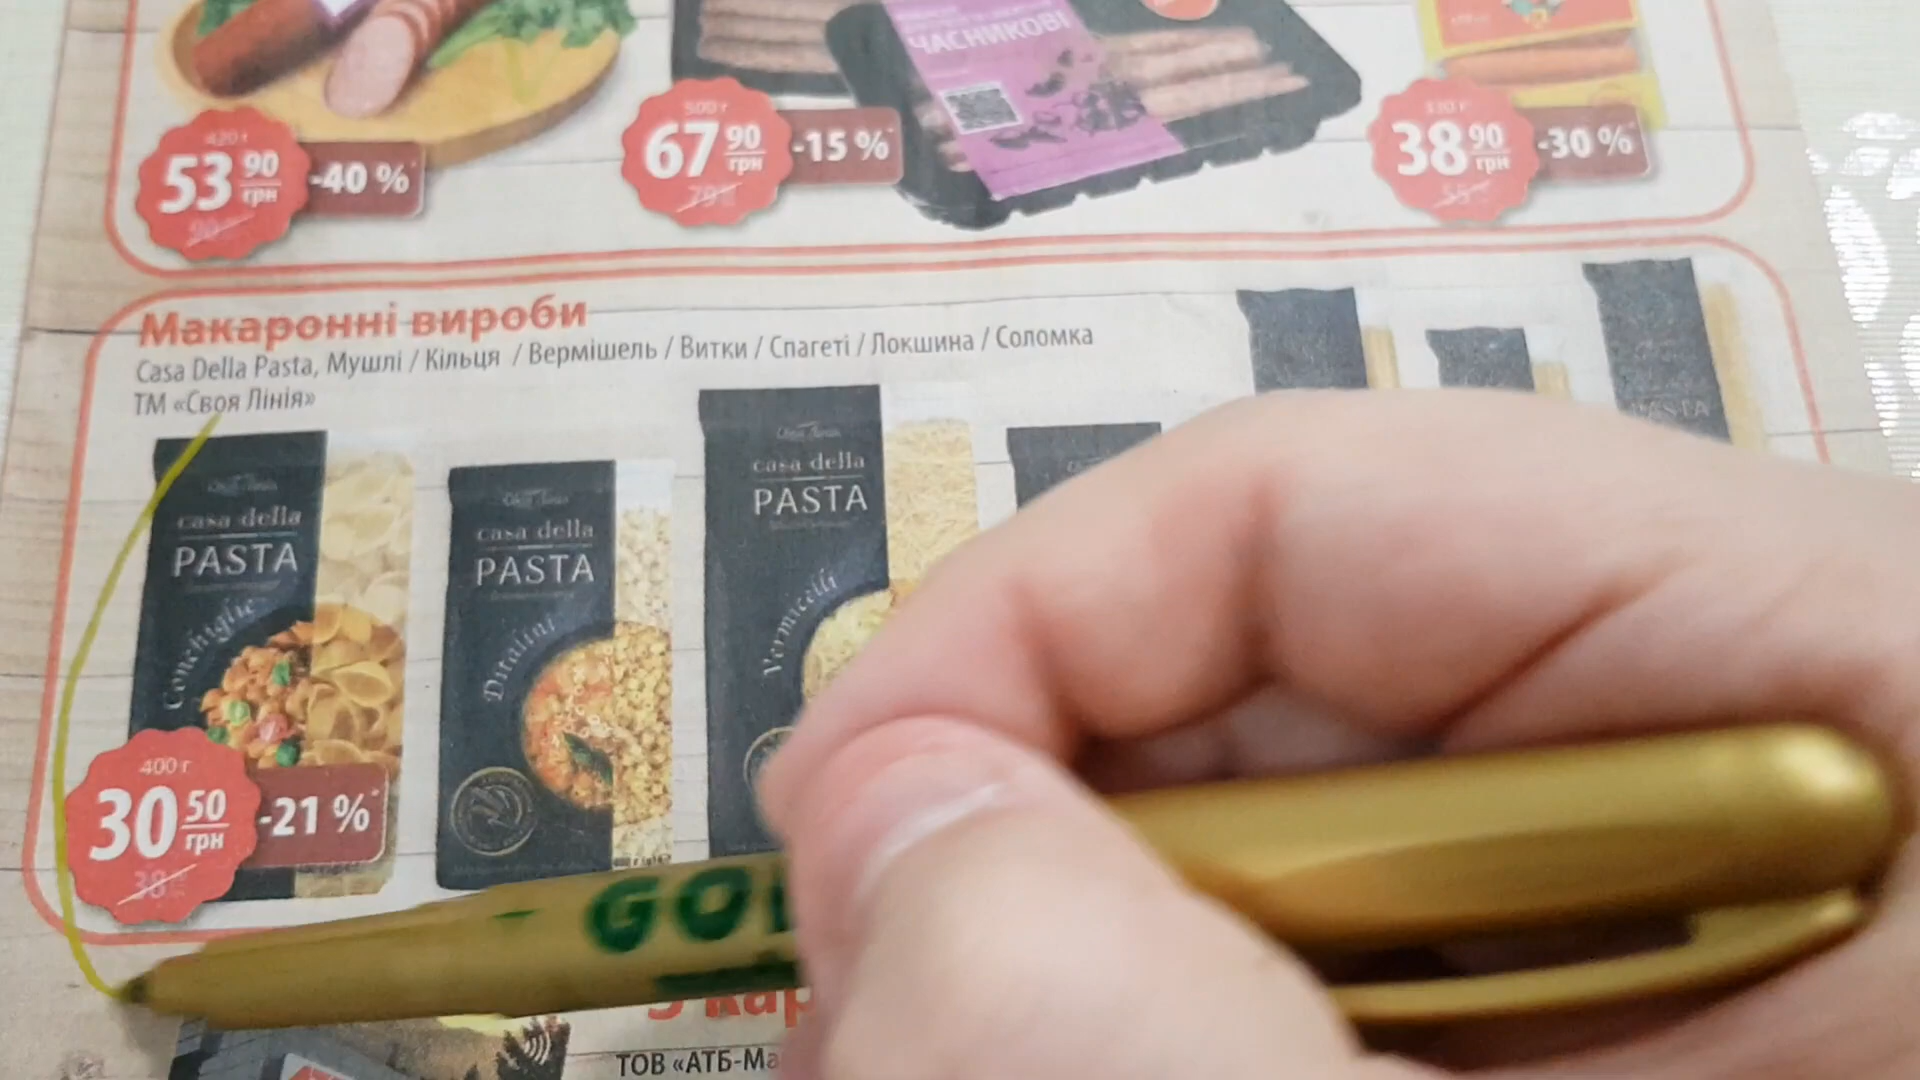 ЧАСНИКОВІ
420 г
53 90 грн
-40 %*
500 г
67 90 грн
-15 %*
38 90 грн
-30 %*
Макаронні вироби
Casa Della Pasta, Мушлі / Кільця / Вермішель / Витки / Спагеті / Локшина / Соломка
ТМ «Своя Лінія»
casa della
PASTA
Conchiglie
casa della
PASTA
Ditalini
casa della
PASTA
Vermicelli
PASTA
400 г
30 50 грн
-21 %*
38
ТОВ «АТБ-Ма